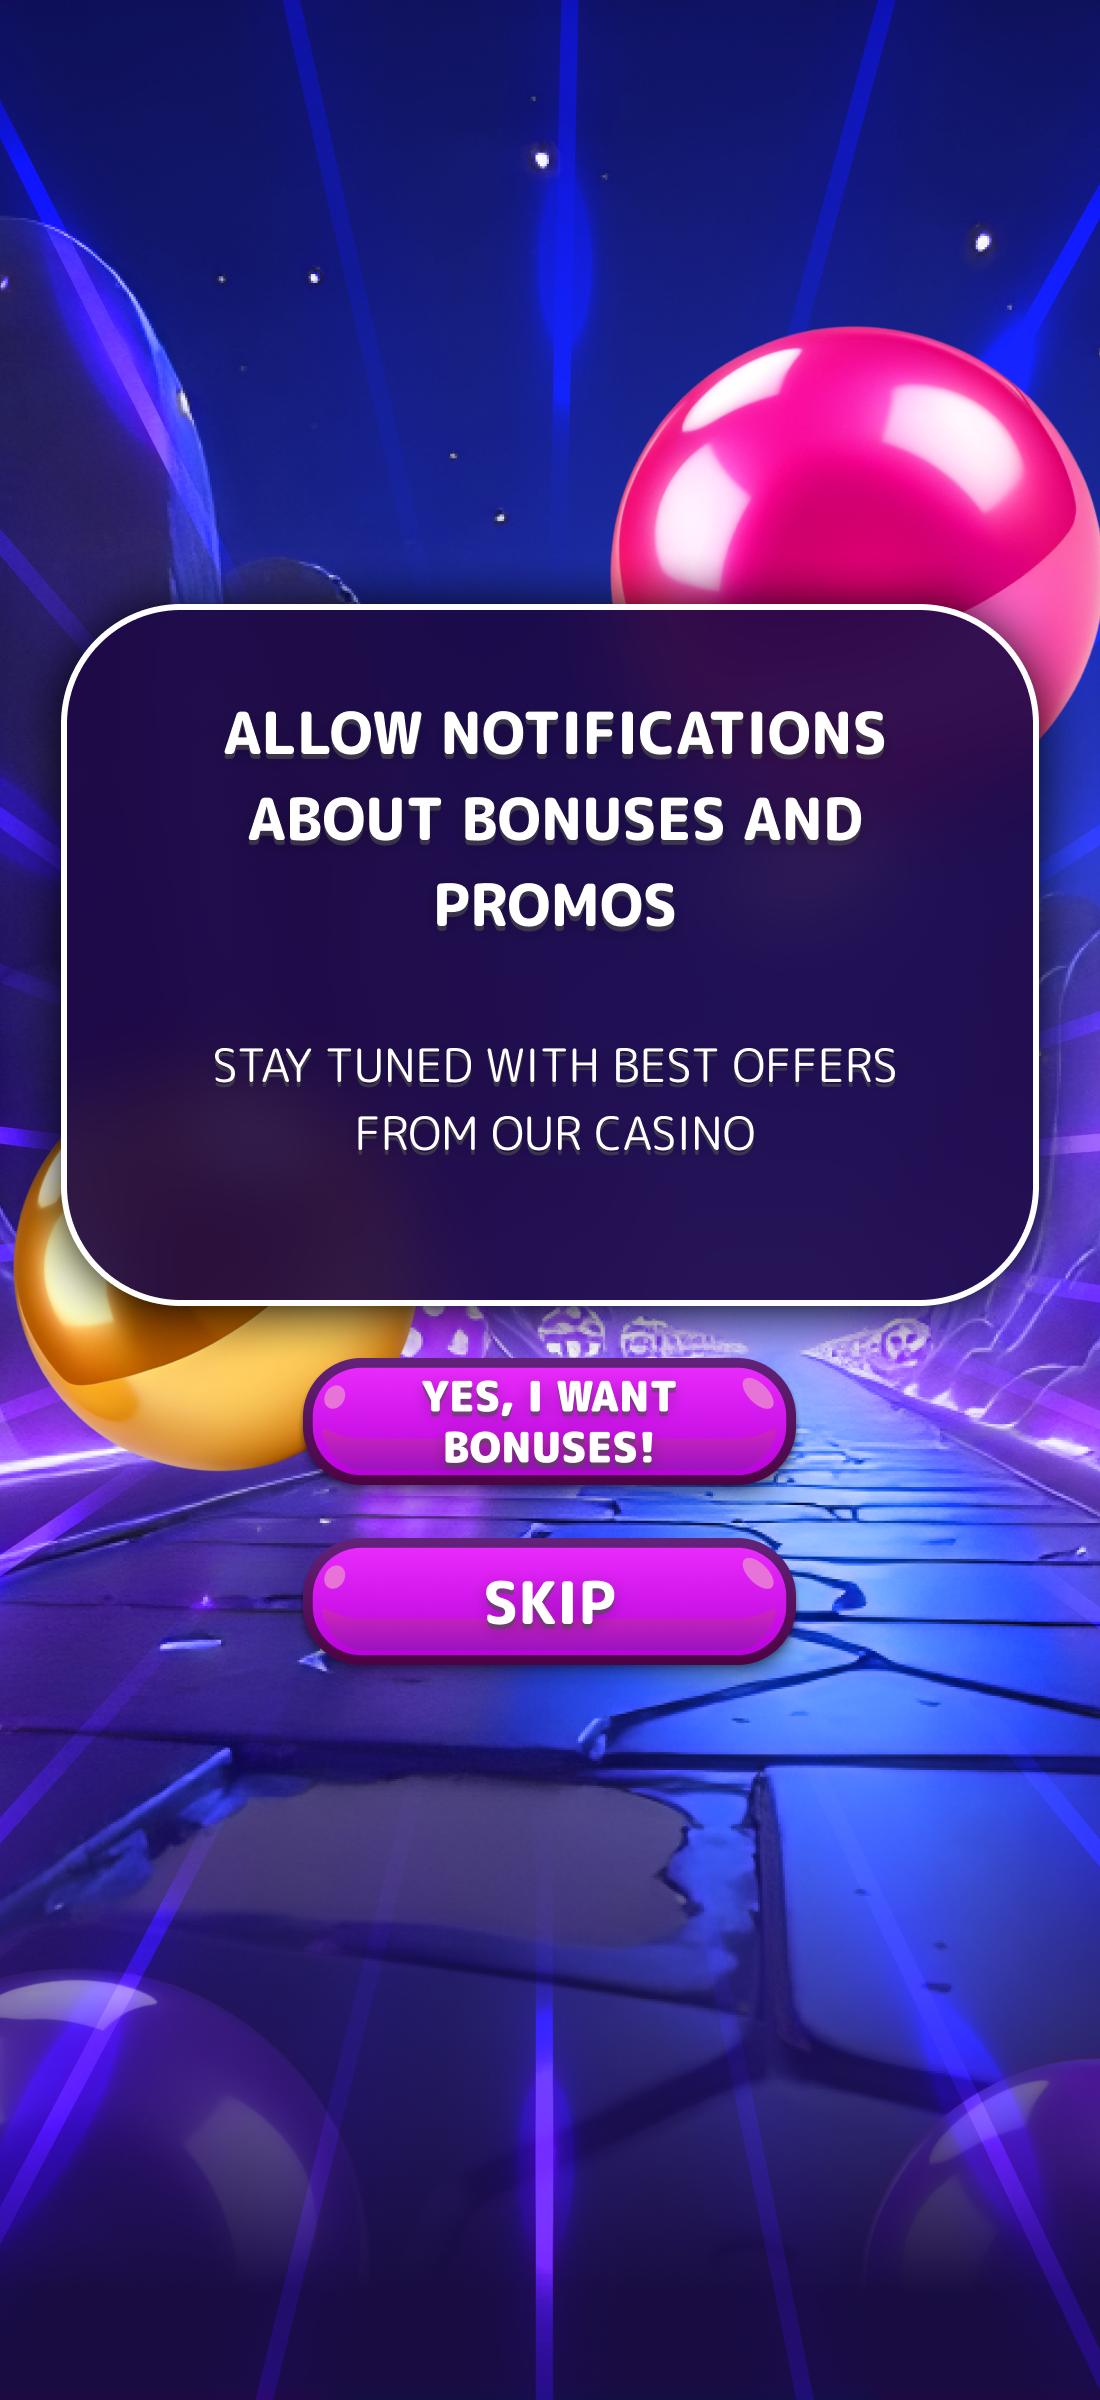 ALLOW NOTIFICATIONS
ABOUT BONUSES AND
PROMOS
STAY TUNED WITH BEST OFFERS
FROM OUR CASINO
YES, I WANT
BONUSES!
SKIP